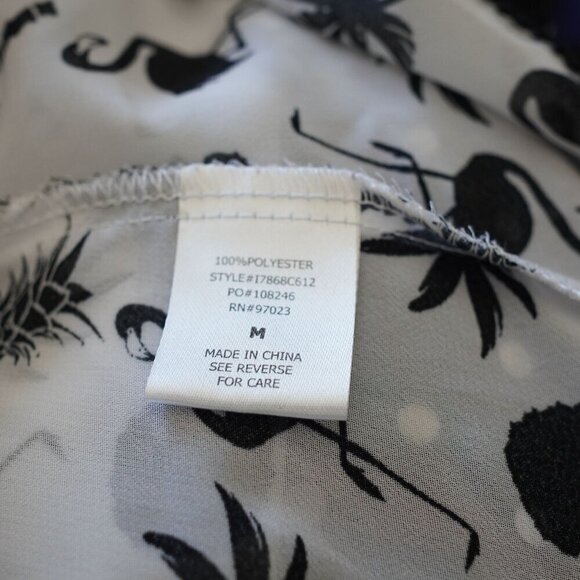 100%POLYESTER
STYLE#I7868C612
PO#108246
RN#97023
M
MADE IN CHINA
SEE REVERSE
FOR CARE